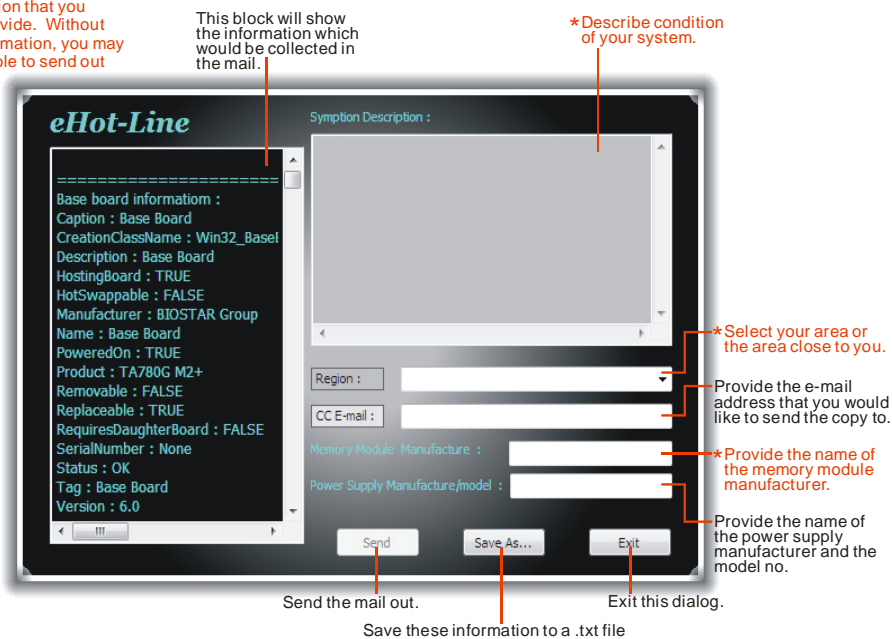 ion that you
vide. Without
mation, you may
ble to send out
This block will show
the information which
would be collected in
the mail.
*Describe condition
of your system.
eHot-Line
Symption Description :
=======================
Base board informatiom :
Caption : Base Board
CreationClassName : Win32_Basel
Description : Base Board
HostingBoard : TRUE
HotSwappable : FALSE
Manufacturer : BIOSTAR Group
Name : Base Board
PoweredOn : TRUE
Product : TA780G M2+
Removable : FALSE
Replaceable : TRUE
RequiresDaughterBoard : FALSE
SerialNumber : None
Status : OK
Tag : Base Board
Version : 6.0
Region :
CC E-mail :
Memory Module Manufacture :
Power Supply Manufacture/model :
Send
Save As...
Exit
*Select your area or
the area close to you.
Provide the e-mail
address that you would
like to send the copy to.
*Provide the name of
the memory module
manufacturer.
Provide the name of
the power supply
manufacturer and the
model no.
Send the mail out.
Exit this dialog.
Save these information to a .txt file